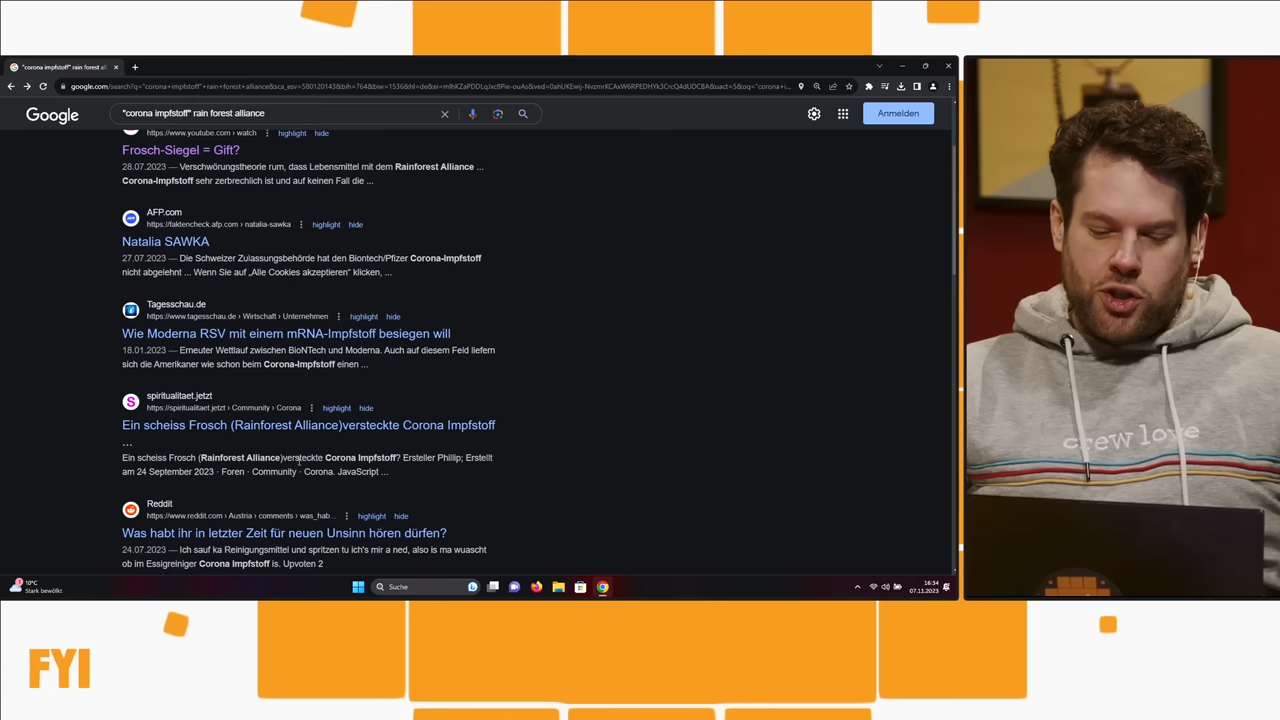 "corona impfstoff" rain forest al
Google
"corona impfstoff" rain forest alliance
Anmelden
https://www.youtube.com › watch
highlight hide
Frosch-Siegel = Gift?
28.07.2023 — Verschwörungstheorie rum, dass Lebensmittel mit dem Rainforest Alliance ...
Corona-Impfstoff sehr zerbrechlich ist und auf keinen Fall die ...
AFP.com
https://faktencheck.afp.com › natalia-sawka
highlight hide
Natalia SAWKA
27.07.2023 — Die Schweizer Zulassungsbehörde hat den Biontech/Pfizer Corona-Impfstoff
nicht abgelehnt ... Wenn Sie auf „Alle Cookies akzeptieren" klicken, ...
Tagesschau.de
https://www.tagesschau.de › Wirtschaft › Unternehmen
highlight hide
Wie Moderna RSV mit einem mRNA-Impfstoff besiegen will
18.01.2023 — Erneuter Wettlauf zwischen BioNTech und Moderna. Auch auf diesem Feld liefern
sich die Amerikaner wie schon beim Corona-Impfstoff einen ...
spiritualitaet.jetzt
https://spiritualitaet.jetzt › Community › Corona
highlight hide
Ein scheiss Frosch (Rainforest Alliance)versteckte Corona Impfstoff
...
Ein scheiss Frosch (Rainforest Alliance)versteckte Corona Impfstoff? Ersteller Phillip; Erstellt
am 24 September 2023 · Foren · Community · Corona. JavaScript ...
Reddit
https://www.reddit.com › Austria › comments › was_hab...
highlight hide
Was habt ihr in letzter Zeit für neuen Unsinn hören dürfen?
24.07.2023 — Ich sauf ka Reinigungsmittel und spritzen tu ich's mir a ned, also is ma wuascht
ob im Essigreiniger Corona Impfstoff is. Upvoten 2
10°C
Stark bewölkt
Suche
16:34
07.11.2023
crew love
FYI